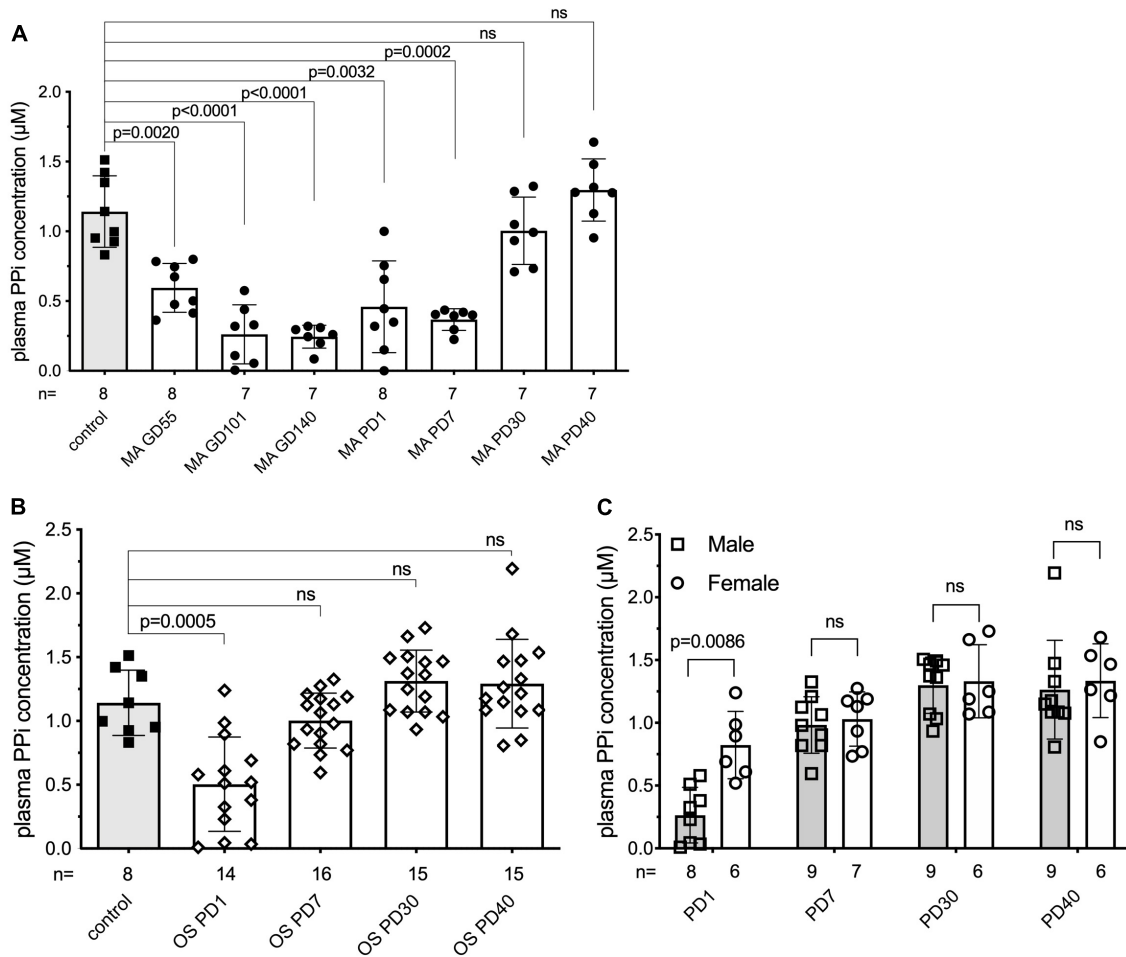 A
ns
ns
p=0.0002
p=0.0032
p<0.0001
p<0.0001
p=0.0020
plasma PPi concentration (µM)
2.0
1.5
1.0
0.5
0.0
n= 8 8 7 7 8 7 7 7
control MA GD55 MA GD101 MA GD140 MA PD1 MA PD7 MA PD30 MA PD40
B
ns
ns
ns
p=0.0005
plasma PPi concentration (µM)
2.5
2.0
1.5
1.0
0.5
0.0
n= 8 14 16 15 15
control OS PD1 OS PD7 OS PD30 OS PD40
C
Male
Female
p=0.0086
ns
ns
ns
plasma PPi concentration (µM)
2.5
2.0
1.5
1.0
0.5
0.0
n= 8 6 9 7 9 6 9 6
PD1 PD7 PD30 PD40